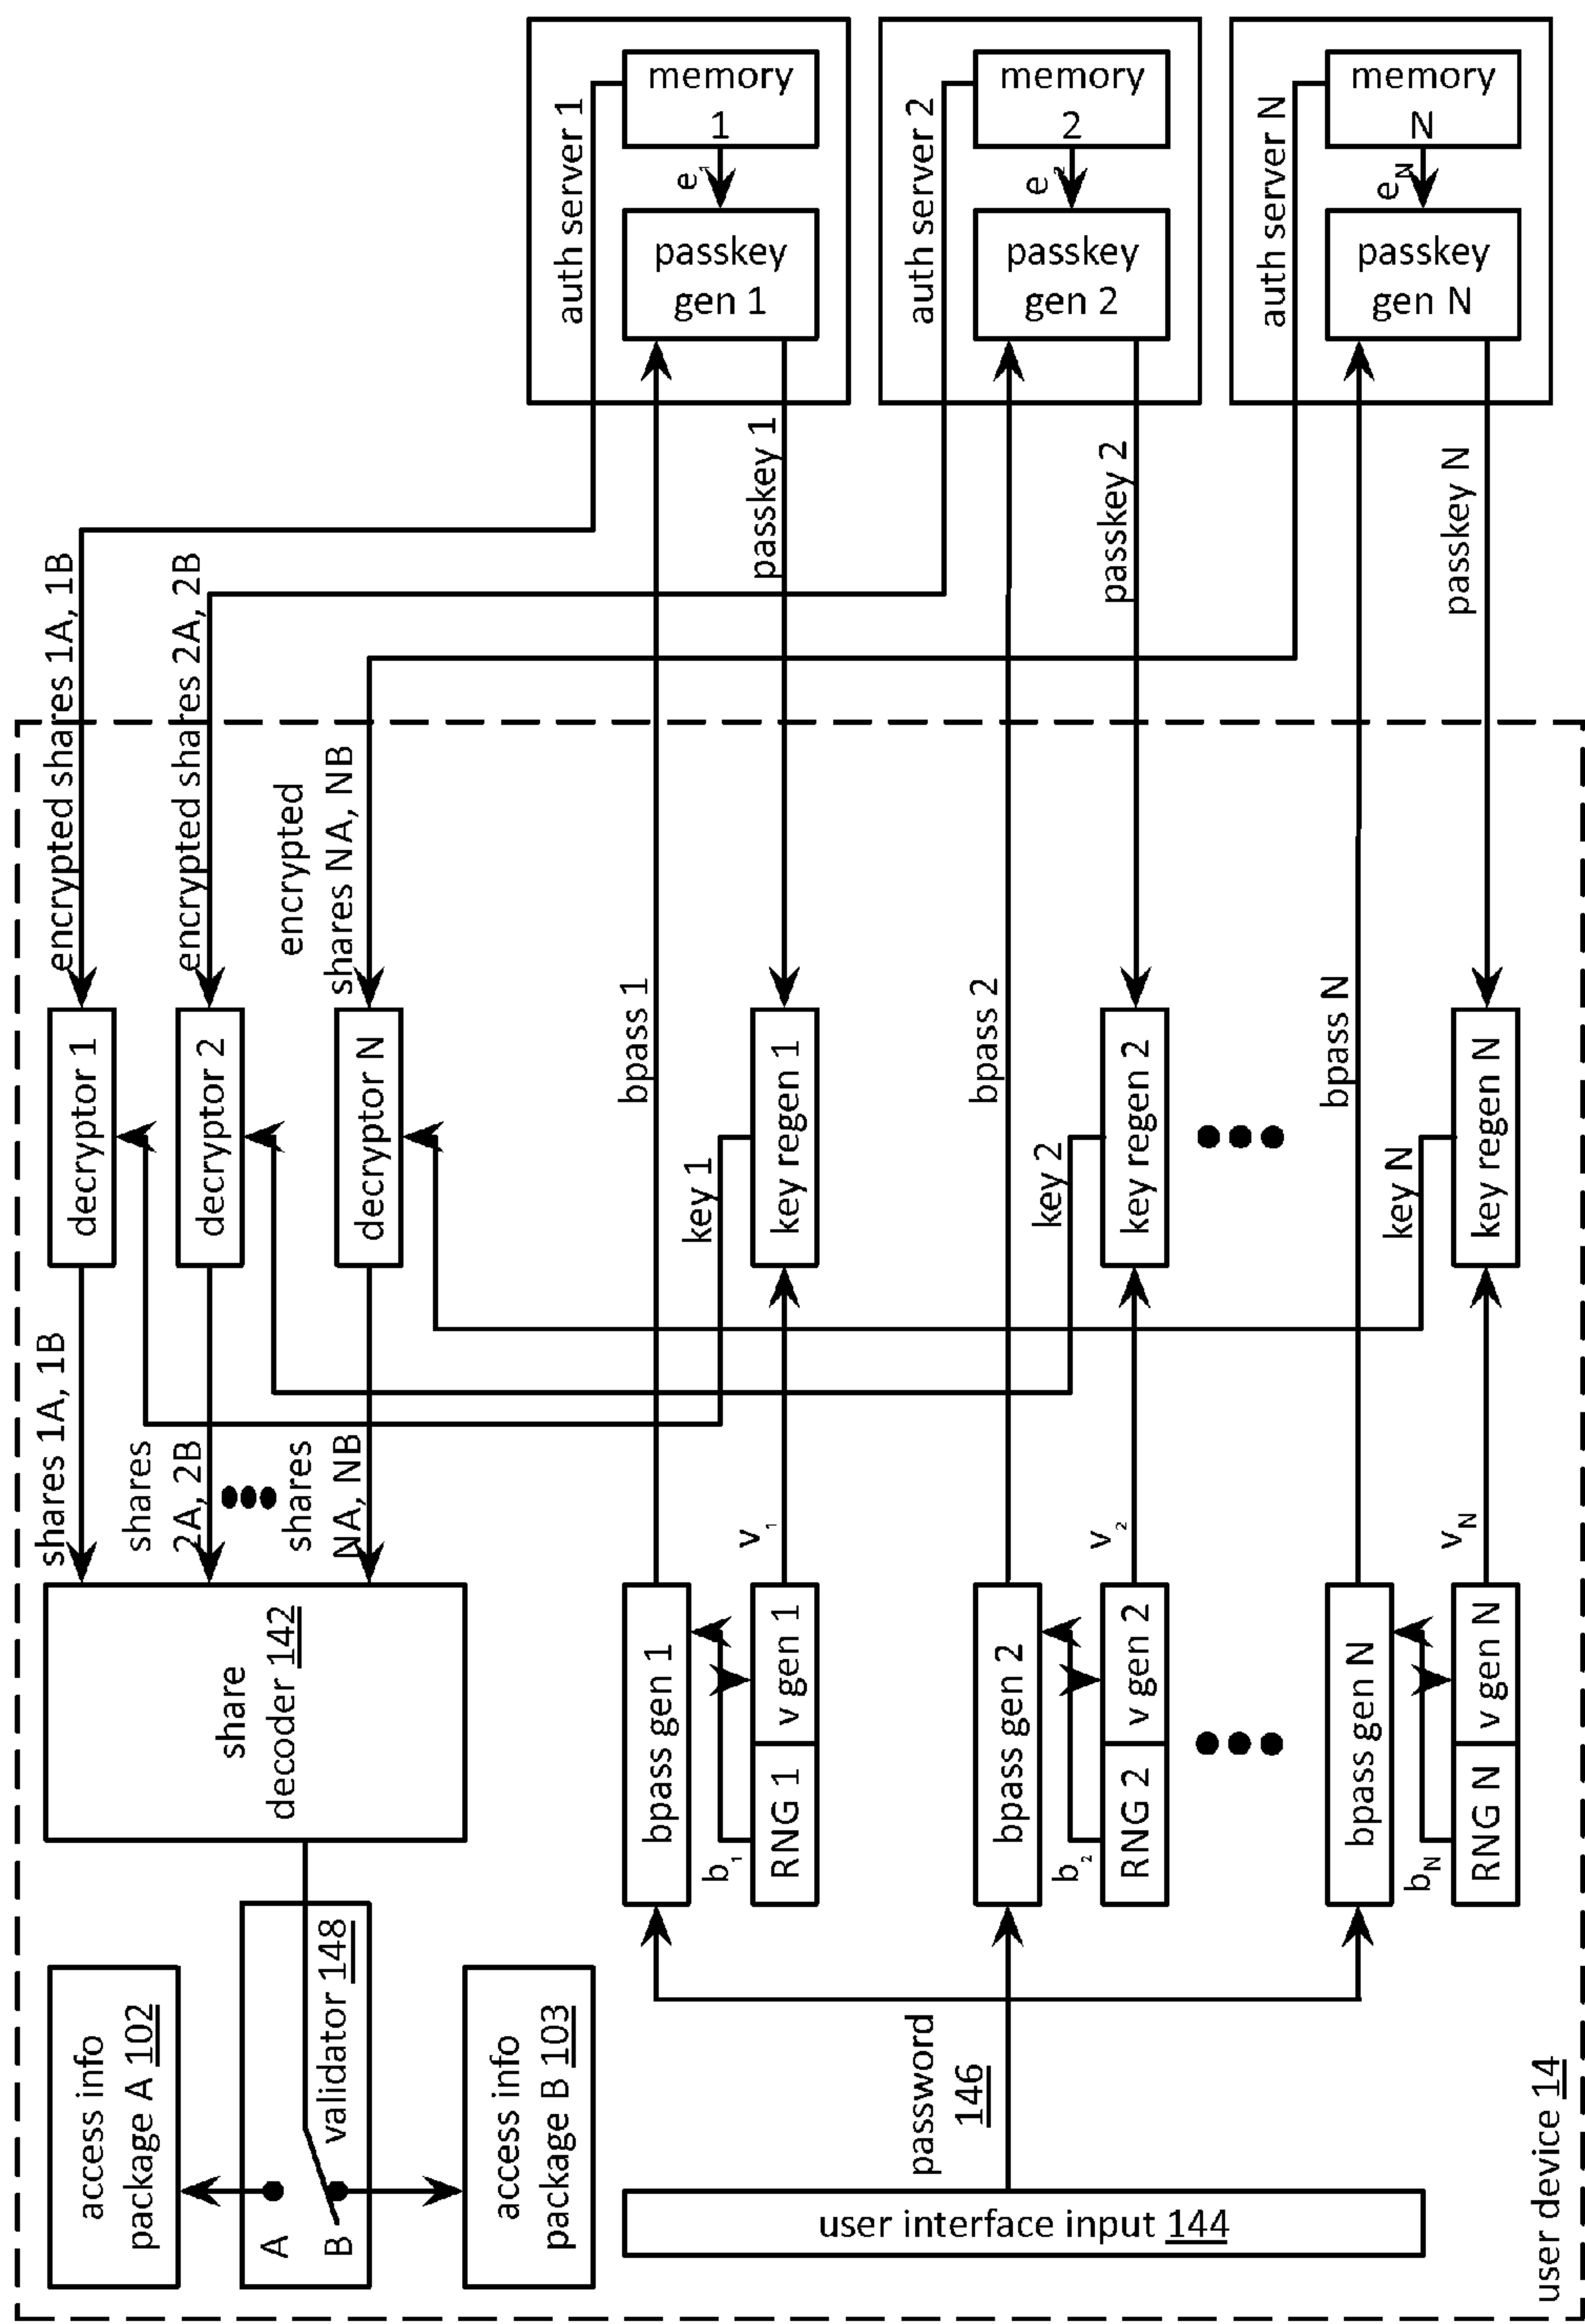 memory
1
e1
passkey
gen 1
auth server 1
memory
2
e2
passkey
gen 2
auth server 2
memory
N
eN
passkey
gen N
auth server N
passkey 1
passkey 2
passkey N
encrypted shares 1A, 1B
encrypted shares 2A, 2B
encrypted
shares NA, NB
decryptor 1
decryptor 2
decryptor N
bpass 1
key regen 1
bpass 2
key regen 2
bpass N
key regen N
key 1
key 2
key N
shares 1A, 1B
shares
2A, 2B
shares
NA, NB
v1
v2
vN
share
decoder 142
bpass gen 1
b1
RNG 1
v gen 1
bpass gen 2
b2
RNG 2
v gen 2
bpass gen N
bN
RNG N
v gen N
access info
package A 102
validator 148
A
B
access info
package B 103
password
146
user interface input 144
user device 14